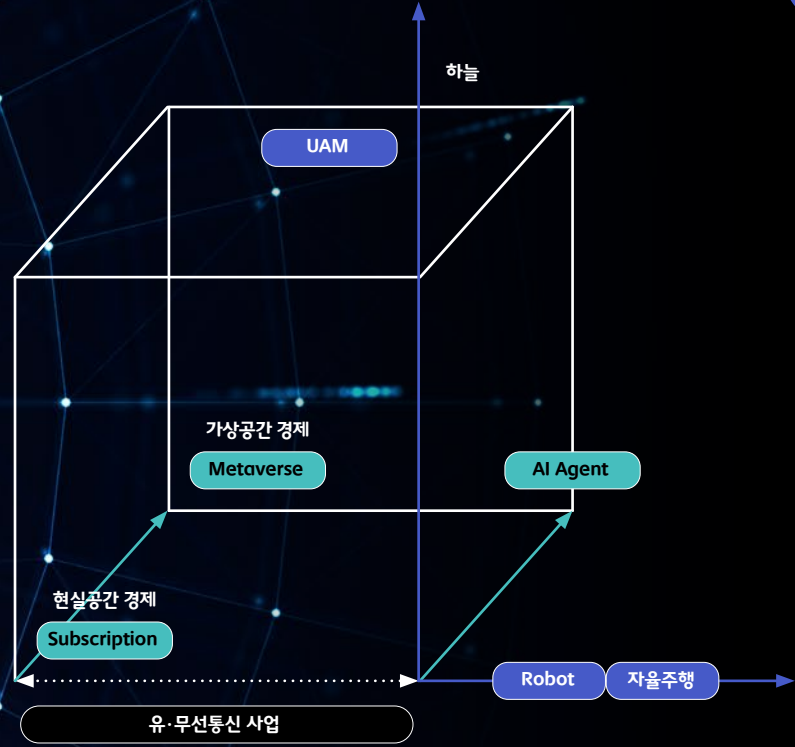 하늘
UAM
가상공간 경제
Metaverse
AI Agent
현실공간 경제
Subscription
Robot
자율주행
유·무선통신 사업